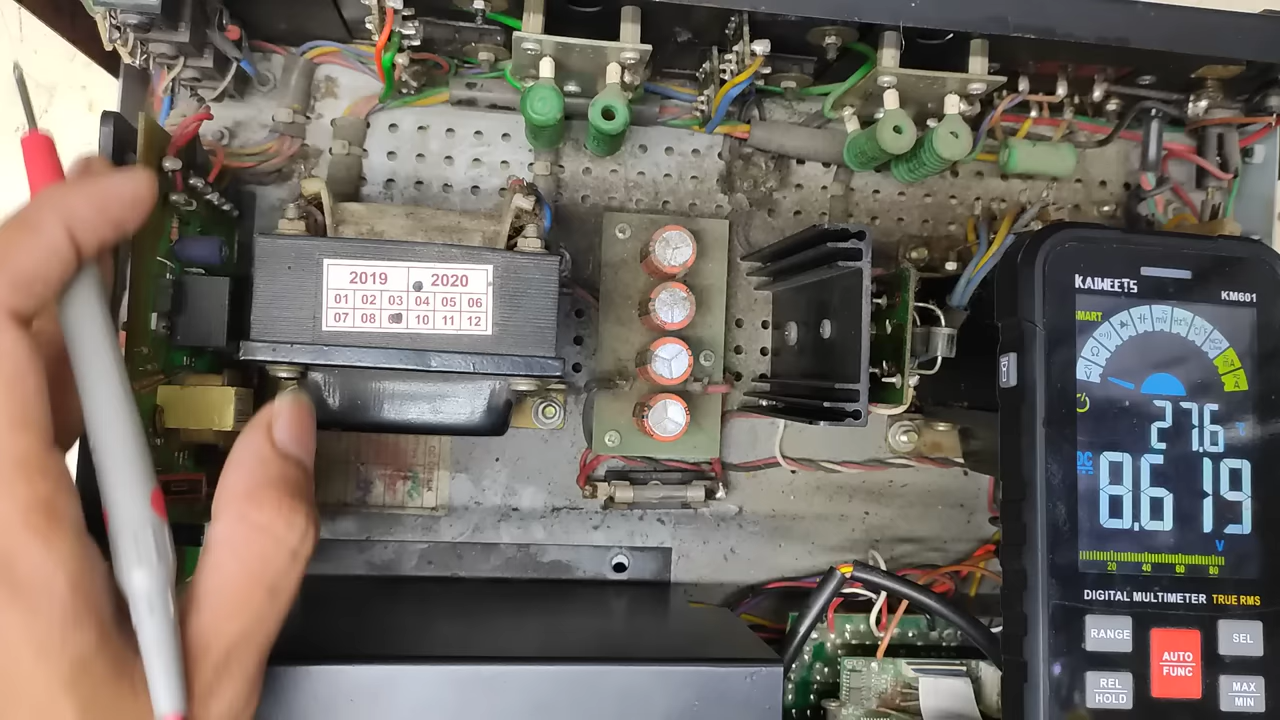 2019 2020
01 02 03 04 05 06
07 08 10 11 12
KAIWEETS
KM601
SMART
27.6
DC
8.619
V
20 40 60 80
DIGITAL MULTIMETER TRUE RMS
RANGE
AUTO
FUNC
SEL
REL
HOLD
MAX
MIN